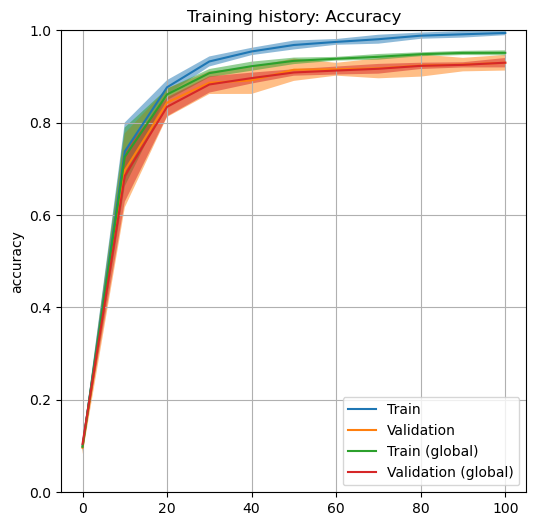 Training history: Accuracy
accuracy
1.0
0.8
0.6
0.4
0.2
0.0
0 20 40 60 80 100
Train
Validation
Train (global)
Validation (global)